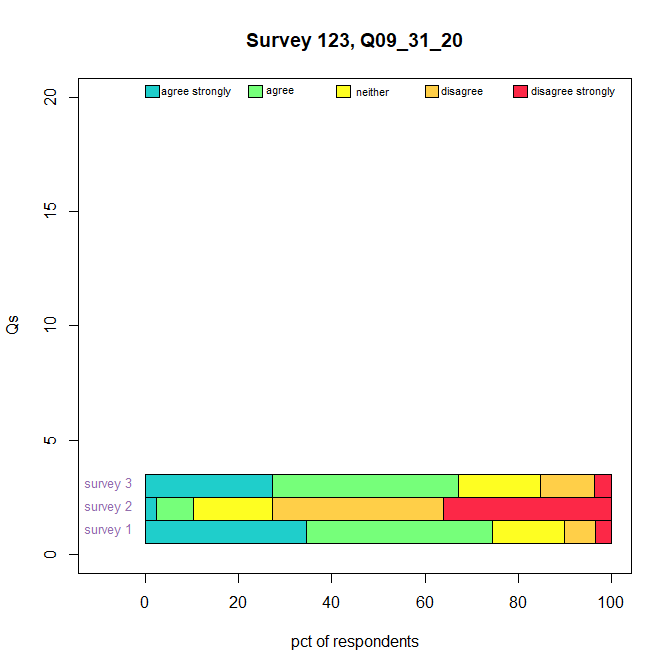 Survey 123, Q09_31_20
agree strongly agree neither disagree disagree strongly
20
15
10
5
0
Qs
survey 3
survey 2
survey 1
0 20 40 60 80 100
pct of respondents